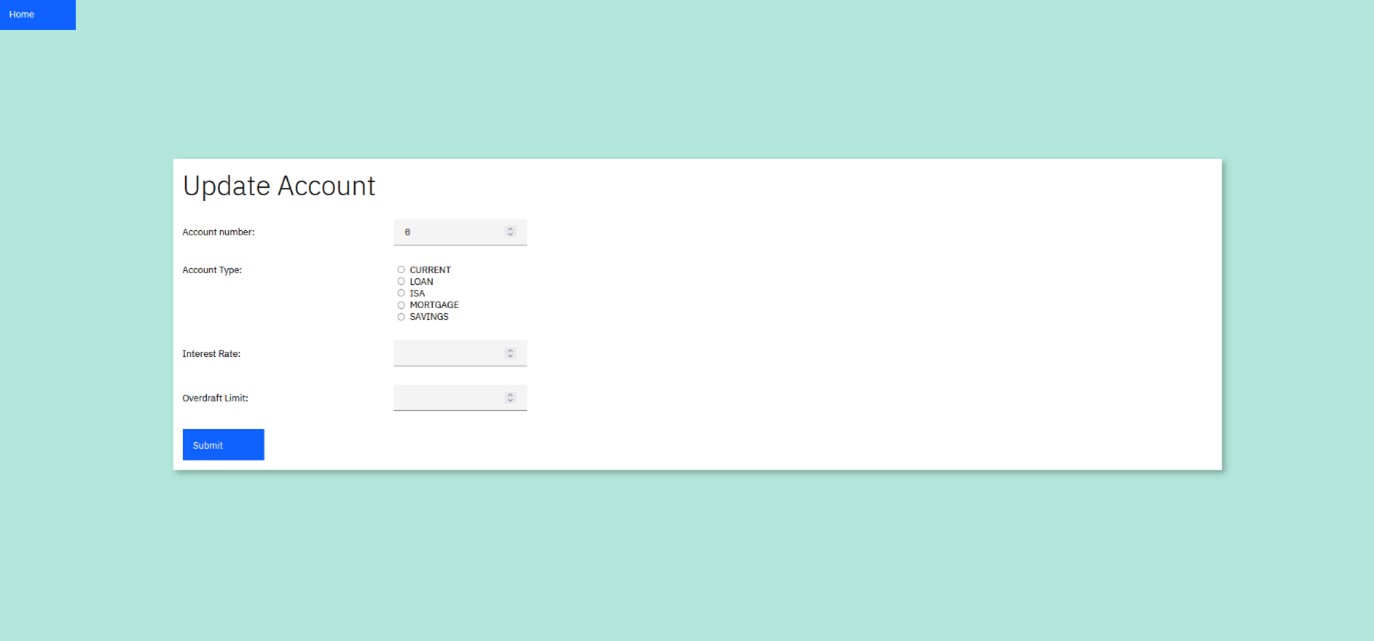 Home
Update Account
Account number: 0
Account Type: CURRENT
LOAN
ISA
MORTGAGE
SAVINGS
Interest Rate:
Overdraft Limit:
Submit